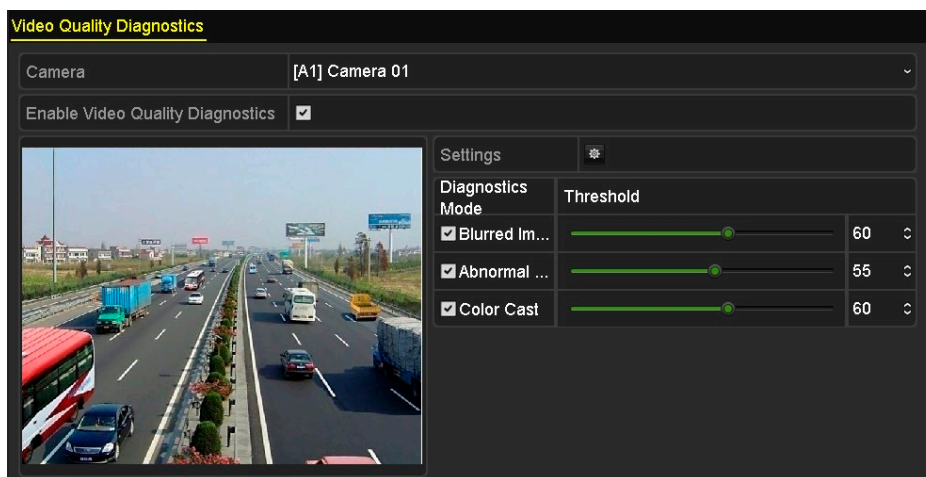 Video Quality Diagnostics
Camera
[A1] Camera 01
Enable Video Quality Diagnostics
Settings
Diagnostics
Mode
Threshold
Blurred Im...
60
Abnormal ...
55
Color Cast
60